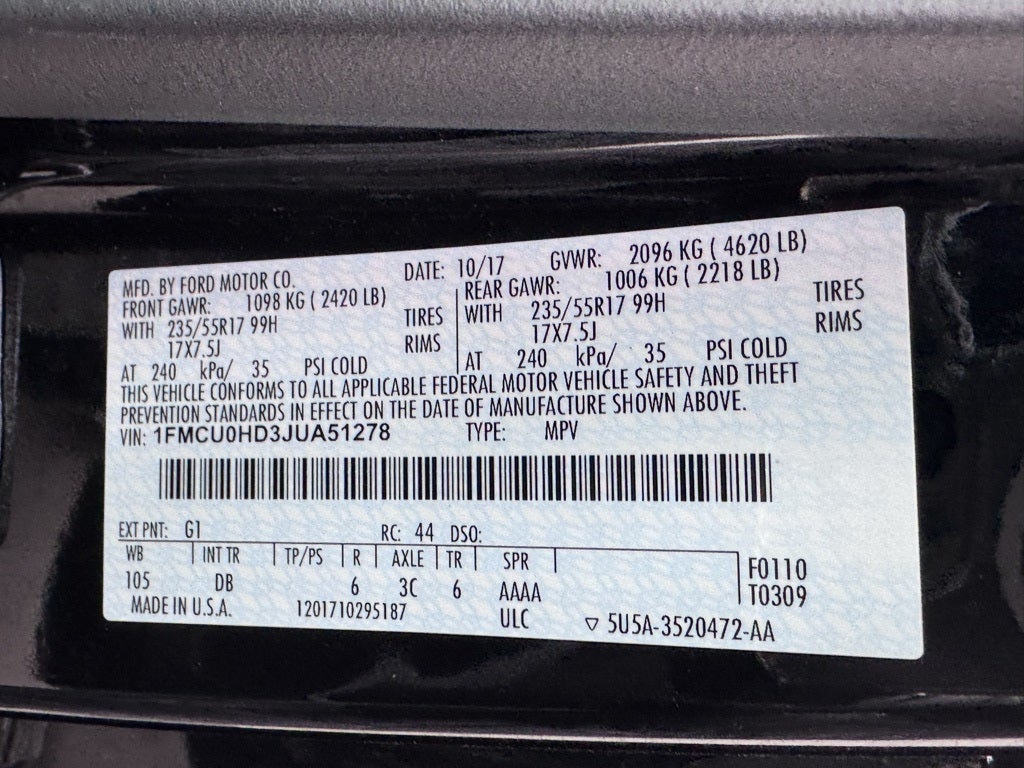 MFD. BY FORD MOTOR CO. DATE: 10/17 GVWR: 2096 KG ( 4620 LB)
FRONT GAWR: 1098 KG ( 2420 LB) REAR GAWR: 1006 KG ( 2218 LB)
WITH 235/55R17 99H TIRES WITH 235/55R17 99H TIRES
17X7.5J RIMS 17X7.5J RIMS
AT 240 kPa/ 35 PSI COLD AT 240 kPa/ 35 PSI COLD
THIS VEHICLE CONFORMS TO ALL APPLICABLE FEDERAL MOTOR VEHICLE SAFETY AND THEFT
PREVENTION STANDARDS IN EFFECT ON THE DATE OF MANUFACTURE SHOWN ABOVE.
VIN: 1FMCU0HD3JUA51278 TYPE: MPV
EXT PNT: G1 RC: 44 DSO:
WB INT TR TP/PS R AXLE TR SPR F0110
105 DB 6 3C 6 AAAA T0309
MADE IN U.S.A. 1201710295187 ULC ▽ 5U5A-3520472-AA